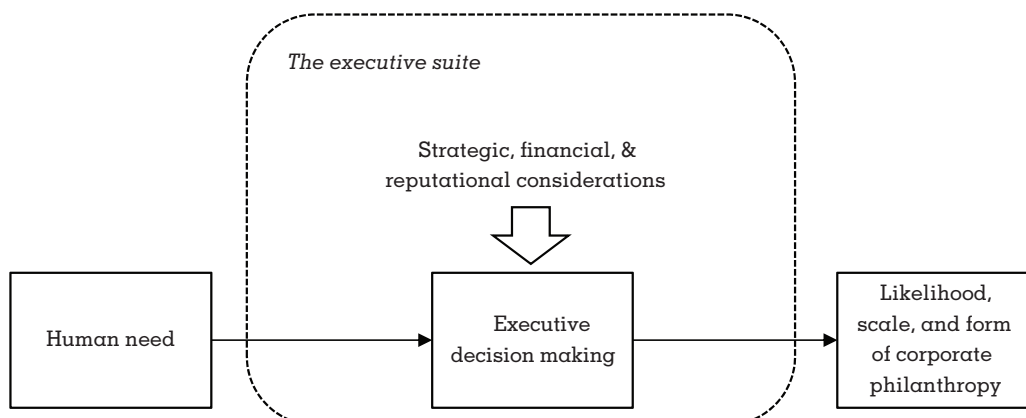 The executive suite
Strategic, financial, &
reputational considerations
Human need
Executive
decision making
Likelihood,
scale, and form
of corporate
philanthropy